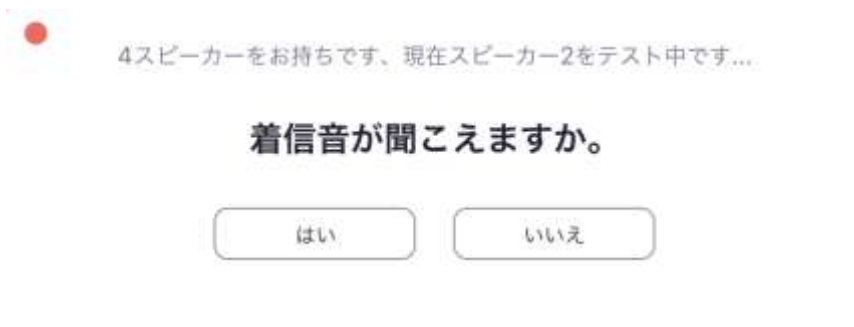 4スピーカーをお持ちです、現在スピーカー2をテスト中です...
着信音が聞こえますか。
はい
いいえ